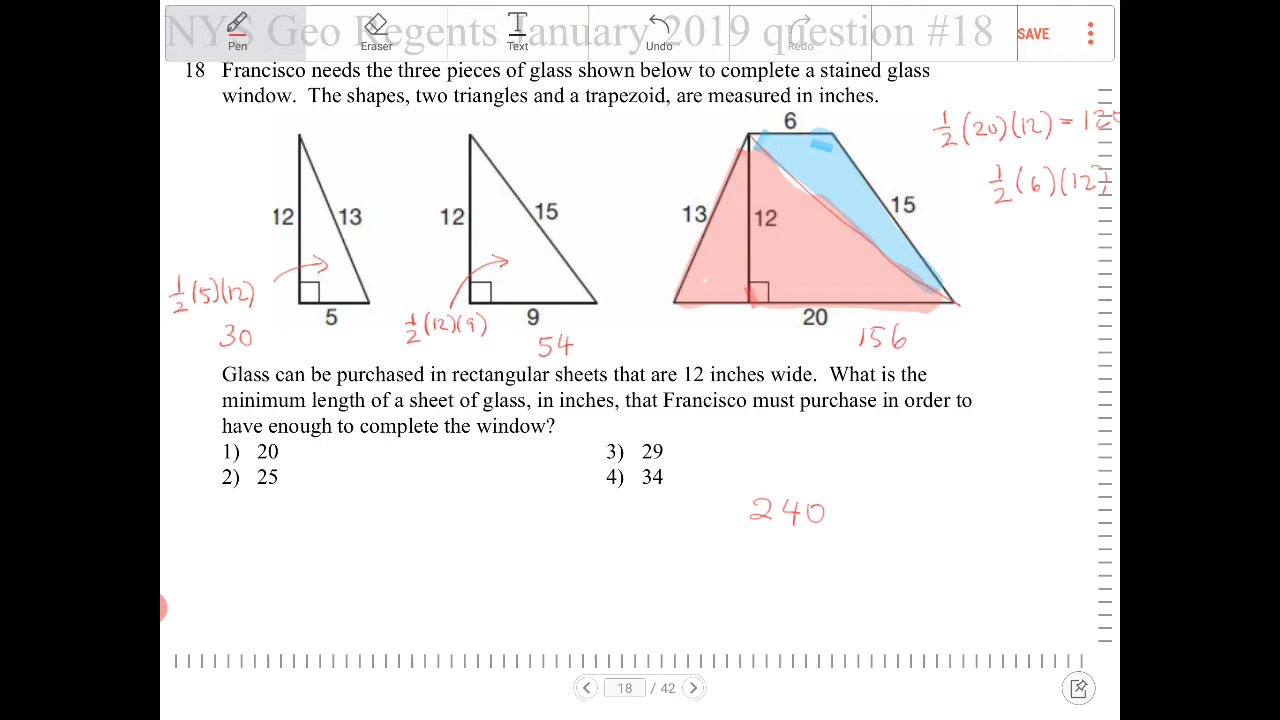 NYS Geo Regents January 2019 question #18
Pen Eraser Text Undo Redo SAVE
18 Francisco needs the three pieces of glass shown below to complete a stained glass
window. The shapes, two triangles and a trapezoid, are measured in inches.
6
½(20)(12) = 120
½(6)(12)
12 13 12 15 13 12 15
½(5)(12)
5
30
½(12)(9)
9
54
20
156
Glass can be purchased in rectangular sheets that are 12 inches wide. What is the
minimum length of a sheet of glass, in inches, that Francisco must purchase in order to
have enough to complete the window?
1) 20 3) 29
2) 25 4) 34
240
18 / 42